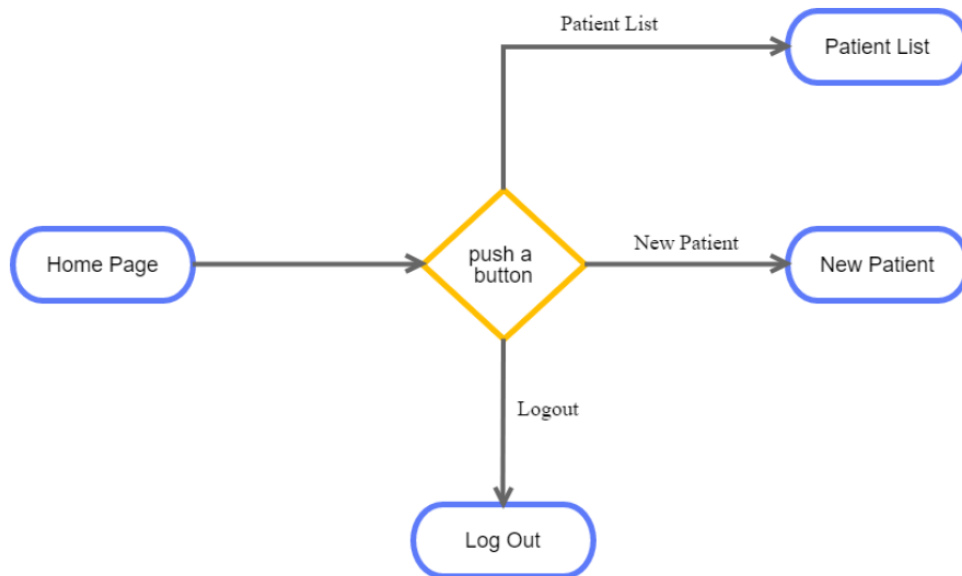 Patient List
Patient List
Home Page
push a
button
New Patient
New Patient
Logout
Log Out